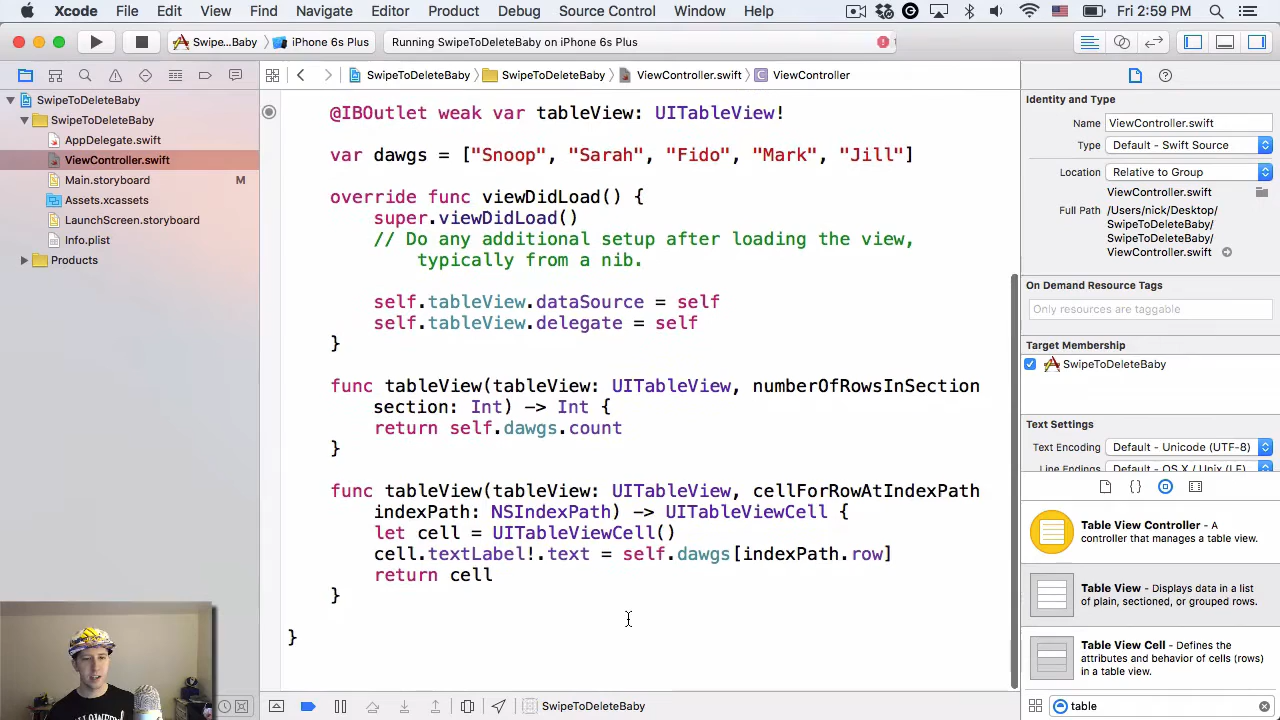 Xcode File Edit View Find Navigate Editor Product Debug Source Control Window Help Fri 2:59 PM
Swipe...Baby iPhone 6s Plus Running SwipeToDeleteBaby on iPhone 6s Plus
SwipeToDeleteBaby SwipeToDeleteBaby ViewController.swift C ViewController
SwipeToDeleteBaby
SwipeToDeleteBaby
AppDelegate.swift
ViewController.swift
Main.storyboard M
Assets.xcassets
LaunchScreen.storyboard
Info.plist
Products
@IBOutlet weak var tableView: UITableView!
var dawgs = ["Snoop", "Sarah", "Fido", "Mark", "Jill"]
override func viewDidLoad() {
super.viewDidLoad()
// Do any additional setup after loading the view,
typically from a nib.
self.tableView.dataSource = self
self.tableView.delegate = self
}
func tableView(tableView: UITableView, numberOfRowsInSection
section: Int) -> Int {
return self.dawgs.count
}
func tableView(tableView: UITableView, cellForRowAtIndexPath
indexPath: NSIndexPath) -> UITableViewCell {
let cell = UITableViewCell()
cell.textLabel!.text = self.dawgs[indexPath.row]
return cell
}
}
SwipeToDeleteBaby
Identity and Type
Name ViewController.swift
Type Default - Swift Source
Location Relative to Group
ViewController.swift
Full Path /Users/nick/Desktop/
SwipeToDeleteBaby/
SwipeToDeleteBaby/
ViewController.swift
On Demand Resource Tags
Only resources are taggable
Target Membership
SwipeToDeleteBaby
Text Settings
Text Encoding Default - Unicode (UTF-8)
Line Endings Default - OS X / Unix (LF)
Table View Controller - A
controller that manages a table view.
Table View - Displays data in a list
of plain, sectioned, or grouped rows.
Table View Cell - Defines the
attributes and behavior of cells (rows)
in a table view.
table